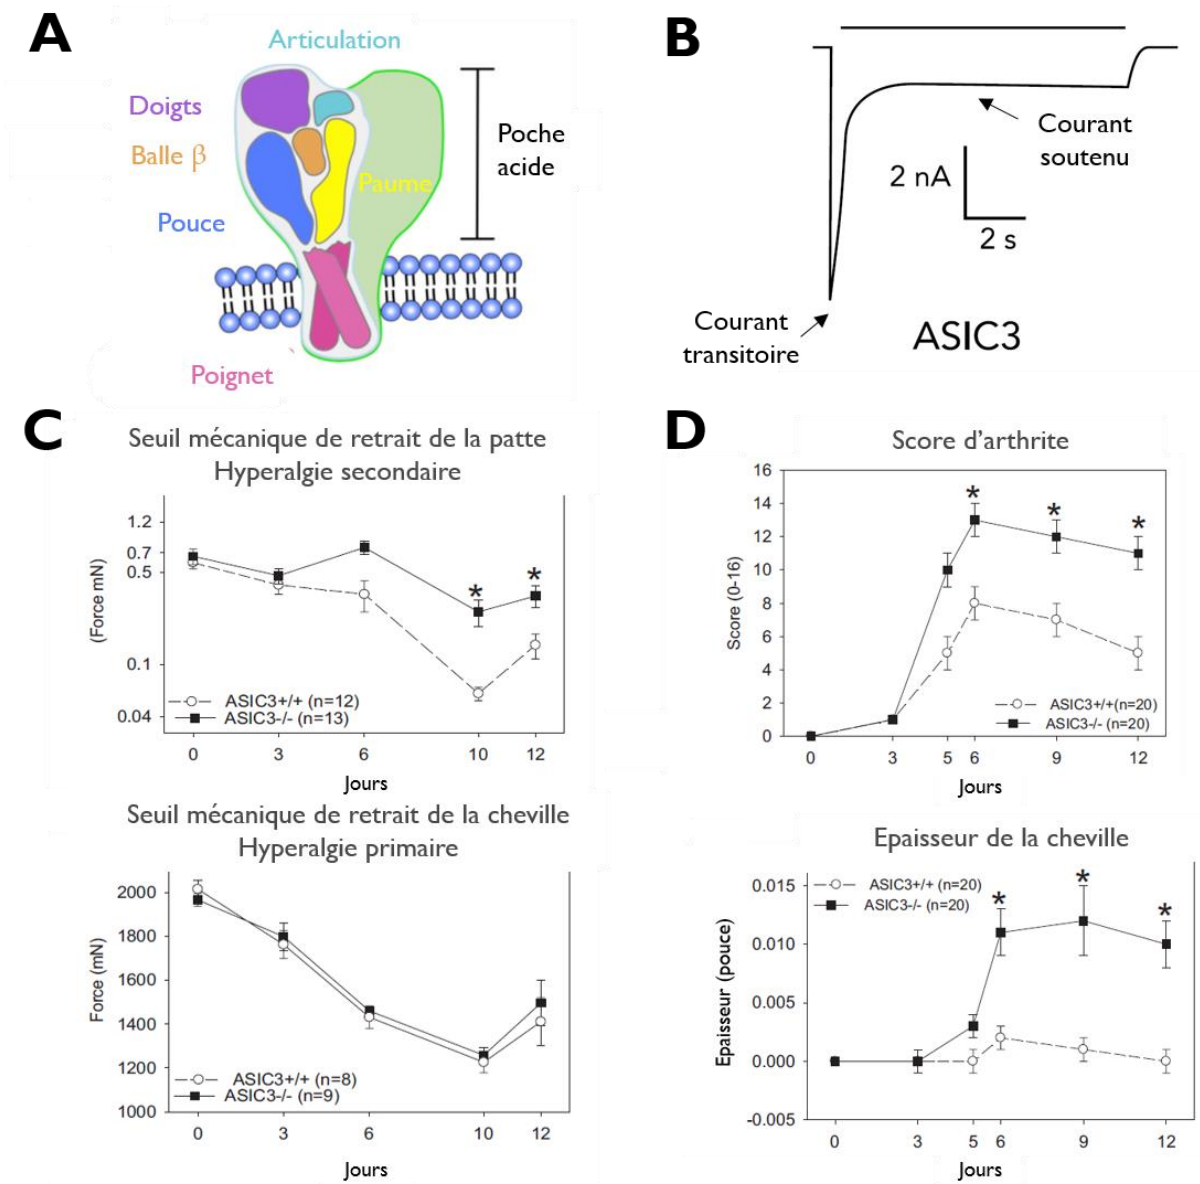 A
Articulation
Doigts
Balle β
Pouce
Paume
Poche
acide
Poignet
B
Courant
soutenu
2 nA
2 s
Courant
transitoire
ASIC3
C
Seuil mécanique de retrait de la patte
Hyperalgie secondaire
(Force mN)
1.2
0.7
0.5
0.1
0.04
* *
ASIC3+/+ (n=12)
ASIC3-/- (n=13)
0 3 6 10 12
Jours
Seuil mécanique de retrait de la cheville
Hyperalgie primaire
Force (mN)
2000
1800
1600
1400
1200
1000
ASIC3+/+ (n=8)
ASIC3-/- (n=9)
0 3 6 10 12
Jours
D
Score d'arthrite
Score (0-16)
16
14
12
10
8
6
4
2
0
* * *
ASIC3+/+(n=20)
ASIC3-/- (n=20)
0 3 5 6 9 12
Jours
Epaisseur de la cheville
Epaisseur (pouce)
0.015
0.010
0.005
0.000
-0.005
ASIC3+/+ (n=20)
ASIC3-/- (n=20)
* * *
0 3 5 6 9 12
Jours